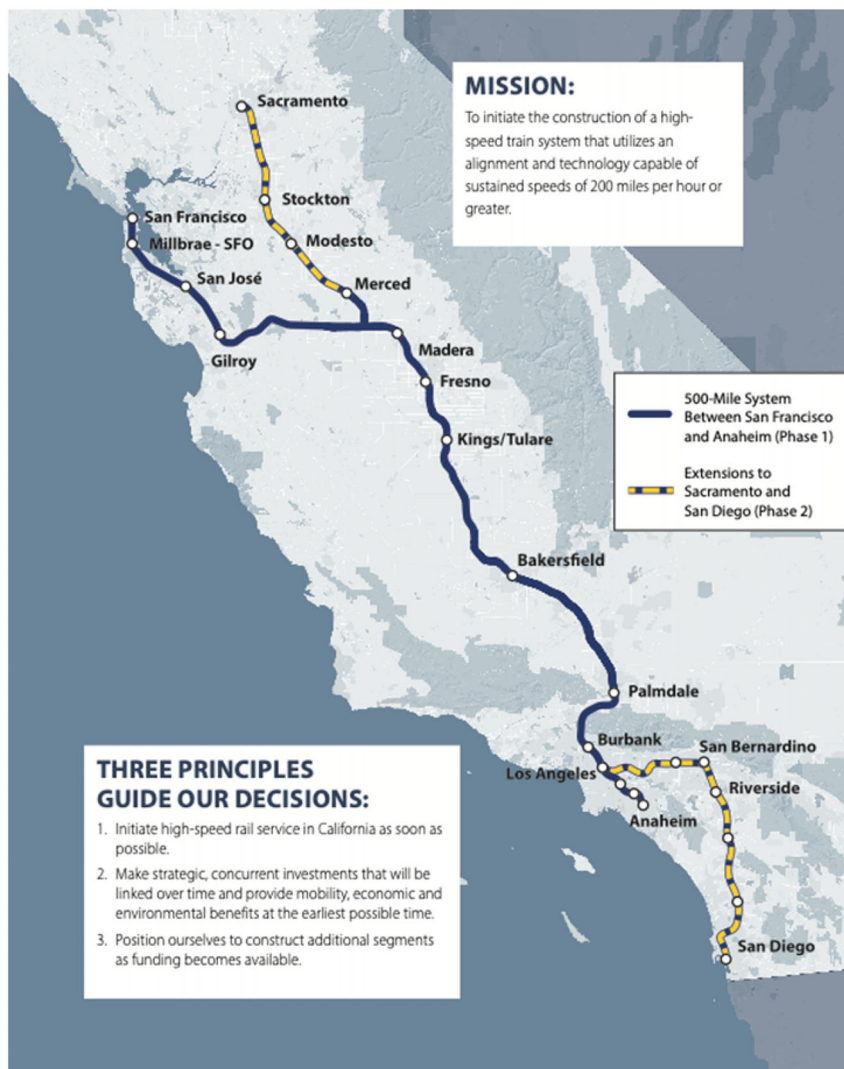 MISSION:
To initiate the construction of a high-
speed train system that utilizes an
alignment and technology capable of
sustained speeds of 200 miles per hour or
greater.
Sacramento
Stockton
San Francisco
Modesto
Millbrae - SFO
San José
Merced
Gilroy
Madera
Fresno
Kings/Tulare
500-Mile System
Between San Francisco
and Anaheim (Phase 1)
Extensions to
Sacramento and
San Diego (Phase 2)
Bakersfield
Palmdale
Burbank
San Bernardino
Los Angeles
Riverside
Anaheim
San Diego
THREE PRINCIPLES
GUIDE OUR DECISIONS:
1. Initiate high-speed rail service in California as soon as
possible.
2. Make strategic, concurrent investments that will be
linked over time and provide mobility, economic and
environmental benefits at the earliest possible time.
3. Position ourselves to construct additional segments
as funding becomes available.